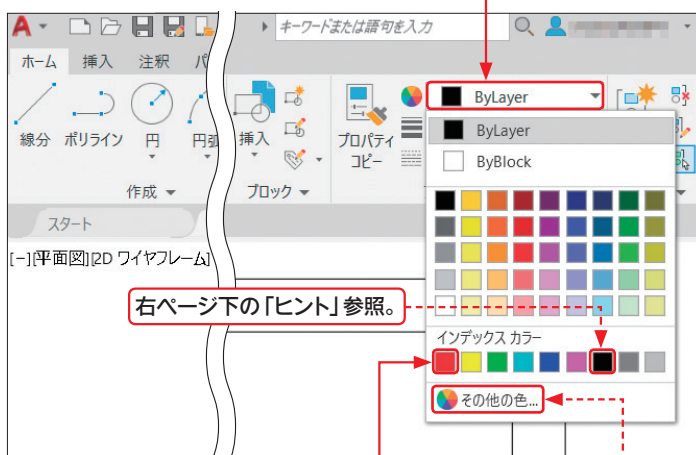 A
キーワードまたは語句を入力
ホーム 挿入 注釈
ByLayer
線分 ポリライン 円 円弧 挿入 プロパティ
コピー
作成 ブロック
ByLayer
ByBlock
スタート
[-][平面図][2D ワイヤフレーム]
右ページ下の「ヒント」参照。
インデックス カラー
その他の色...